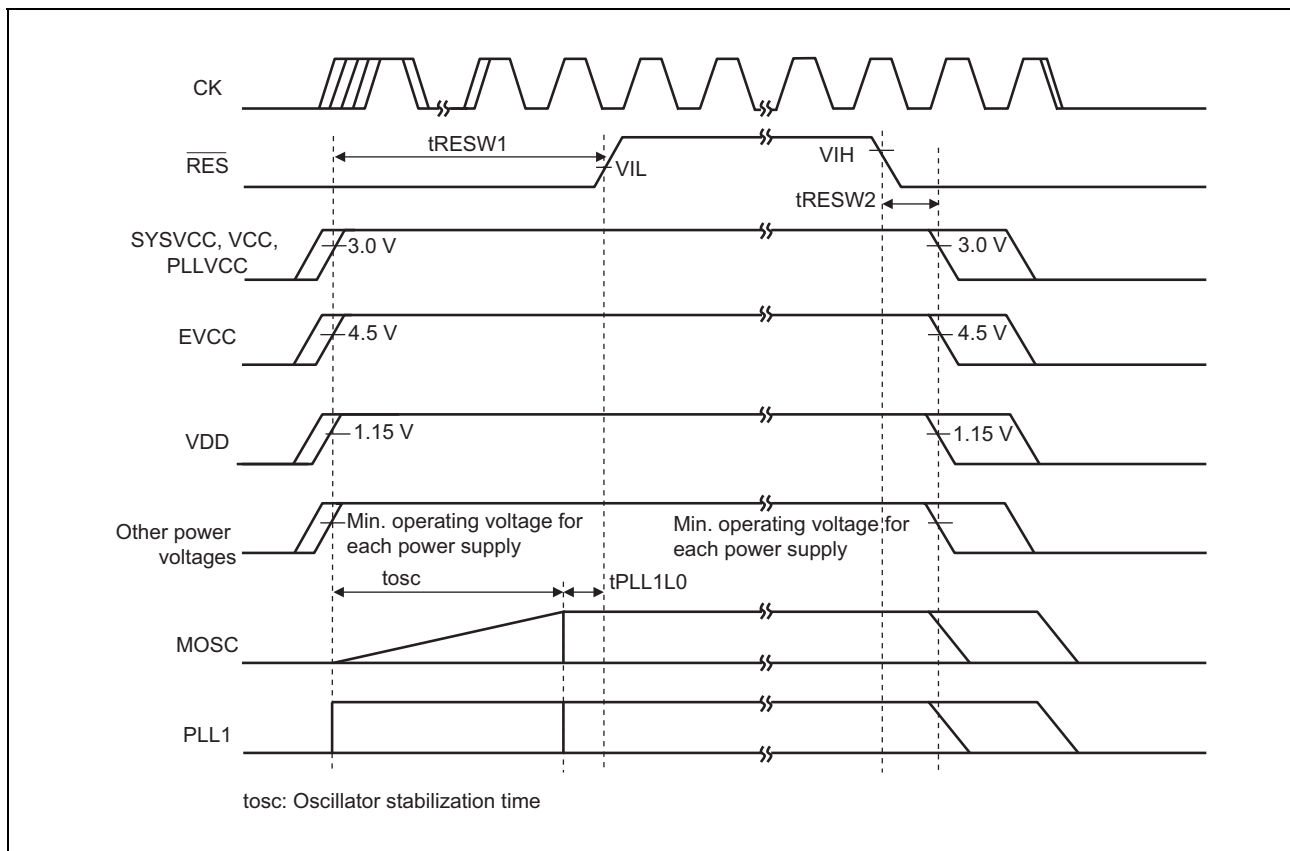 CK
tRESW1
RES
VIL
VIH
tRESW2
SYSVCC, VCC,
PLLVCC
3.0 V
3.0 V
EVCC
4.5 V
4.5 V
VDD
1.15 V
1.15 V
Other power
voltages
Min. operating voltage for
each power supply
Min. operating voltage for
each power supply
tosc
tPLL1L0
MOSC
PLL1
tosc: Oscillator stabilization time